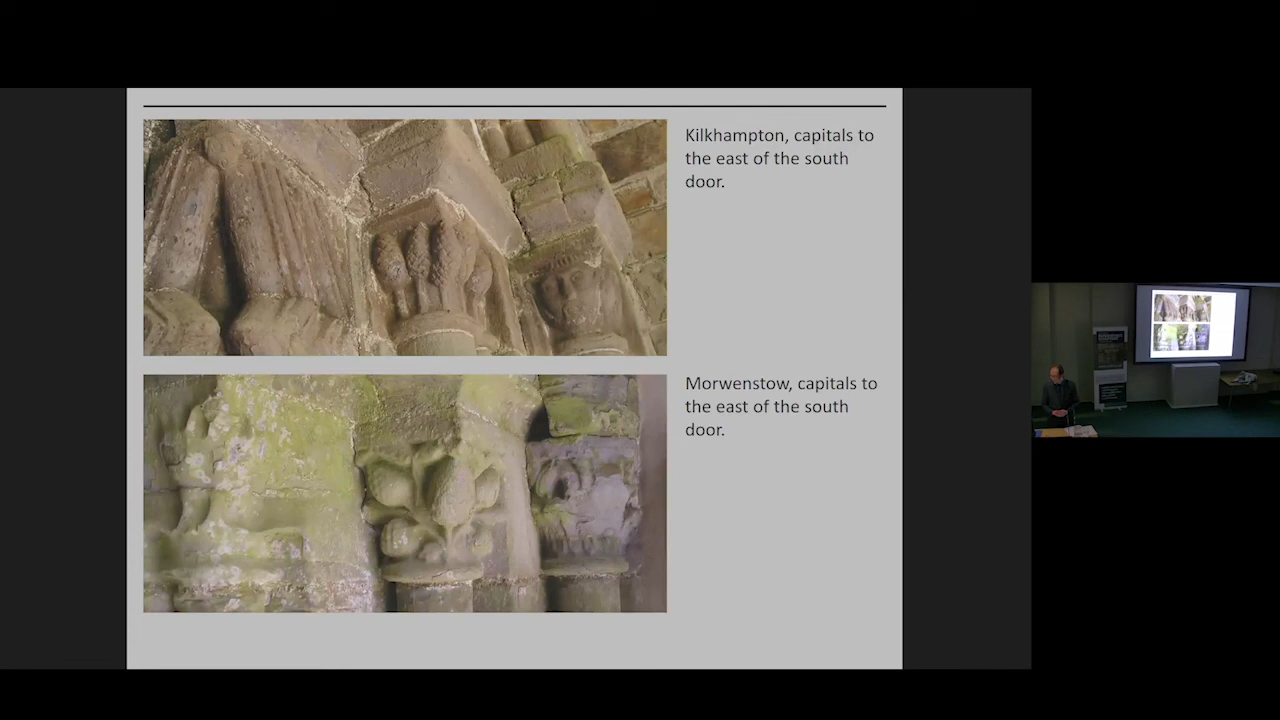 Kilkhampton, capitals to
the east of the south
door.
Morwenstow, capitals to
the east of the south
door.